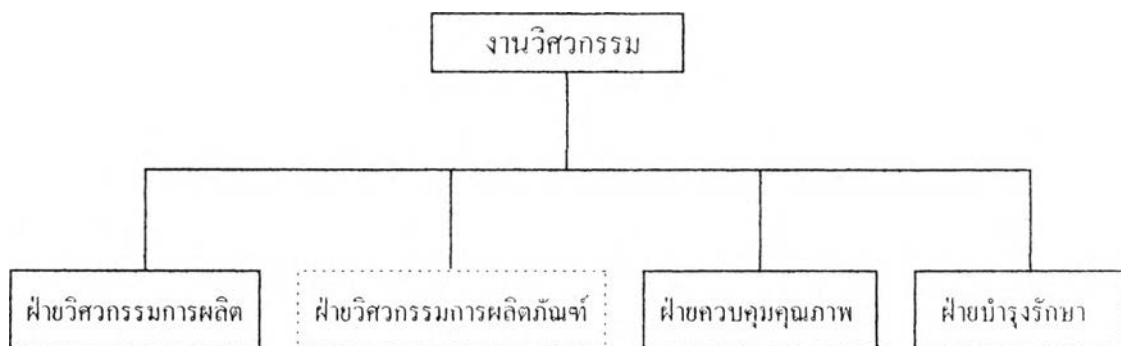 งานวิศวกรรม
ฝ่ายวิศวกรรมการผลิต
ฝ่ายวิศวกรรมการผลิตภัณฑ์
ฝ่ายควบคุมคุณภาพ
ฝ่ายบำรุงรักษา